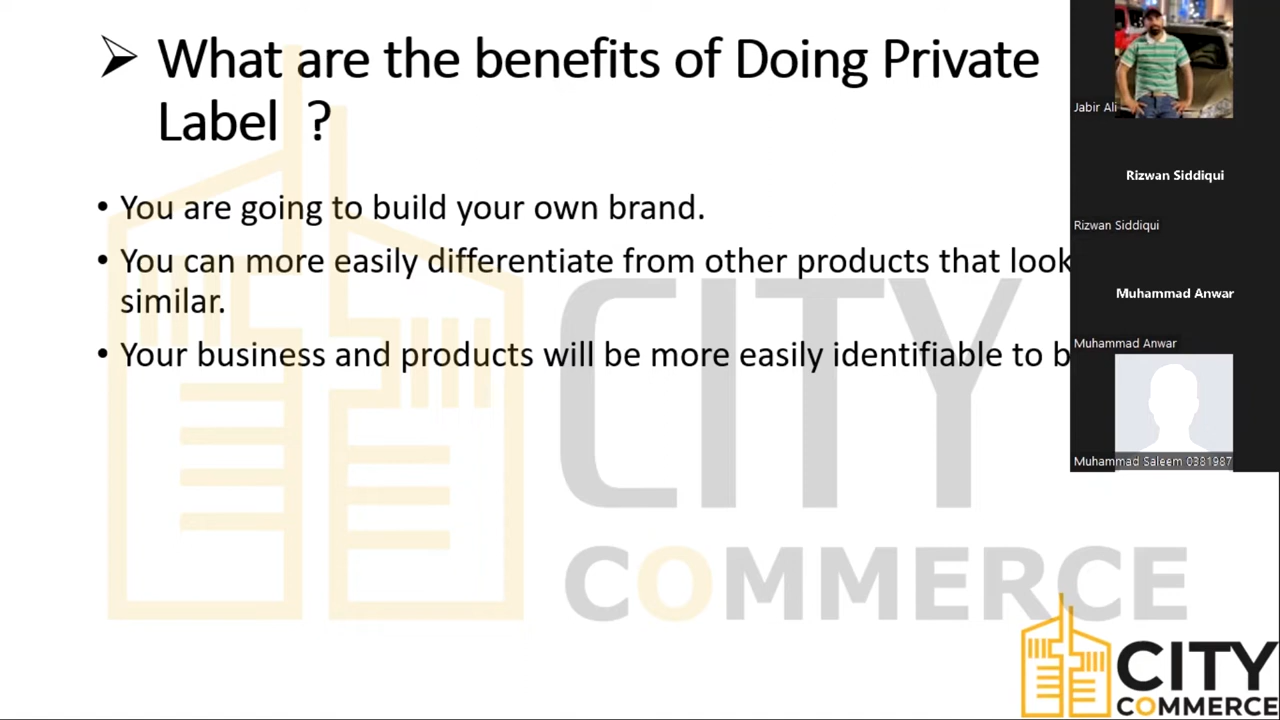 ➢ What are the benefits of Doing Private
Label ?
• You are going to build your own brand.
• You can more easily differentiate from other products that look
similar.
• Your business and products will be more easily identifiable to b
Jabir Ali
Rizwan Siddiqui
Rizwan Siddiqui
Muhammad Anwar
Muhammad Anwar
Muhammad Saleem 0381987
CITY
COMMERCE
CITY
COMMERCE